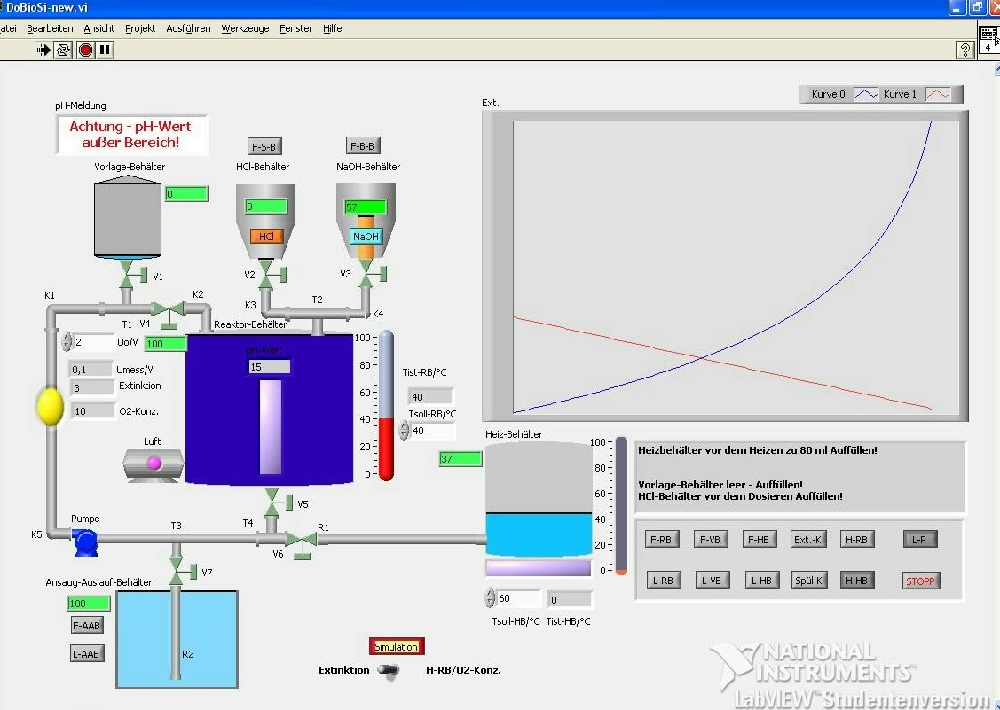 DoBioSi-new.vi
atei Bearbeiten Ansicht Projekt Ausführen Werkzeuge Fenster Hilfe
4
pH-Meldung
Achtung - pH-Wert
außer Bereich!
Vorlage-Behälter
0
F-S-B
HCl-Behälter
0
HCl
F-B-B
NaOH-Behälter
57
NaOH
Ext.
Kurve 0
Kurve 1
V1
V2
V3
K1
K2
K3
T2
K4
T1
V4
Reaktor-Behälter
2
Uo/V
100
0,1
Umess/V
3
Extinktion
10
O2-Konz.
pH-Wert
15
100
80
60
40
20
0
Tist-RB/°C
40
Tsoll-RB/°C
40
Luft
37
Heiz-Behälter
100
80
60
40
20
0
Heizbehälter vor dem Heizen zu 80 ml Auffüllen!
Vorlage-Behälter leer - Auffüllen!
HCl-Behälter vor dem Dosieren Auffüllen!
V5
Pumpe
K5
T3
T4
R1
V6
V7
F-RB F-VB F-HB Ext.-K H-RB L-P
L-RB L-VB L-HB Spül-K H-HB STOPP
Ansaug-Auslauf-Behälter
100
F-AAB
L-AAB
R2
60
0
Tsoll-HB/°C Tist-HB/°C
Simulation
Extinktion
H-RB/O2-Konz.
NATIONAL
INSTRUMENTS™
LabVIEW™ Studentenversion